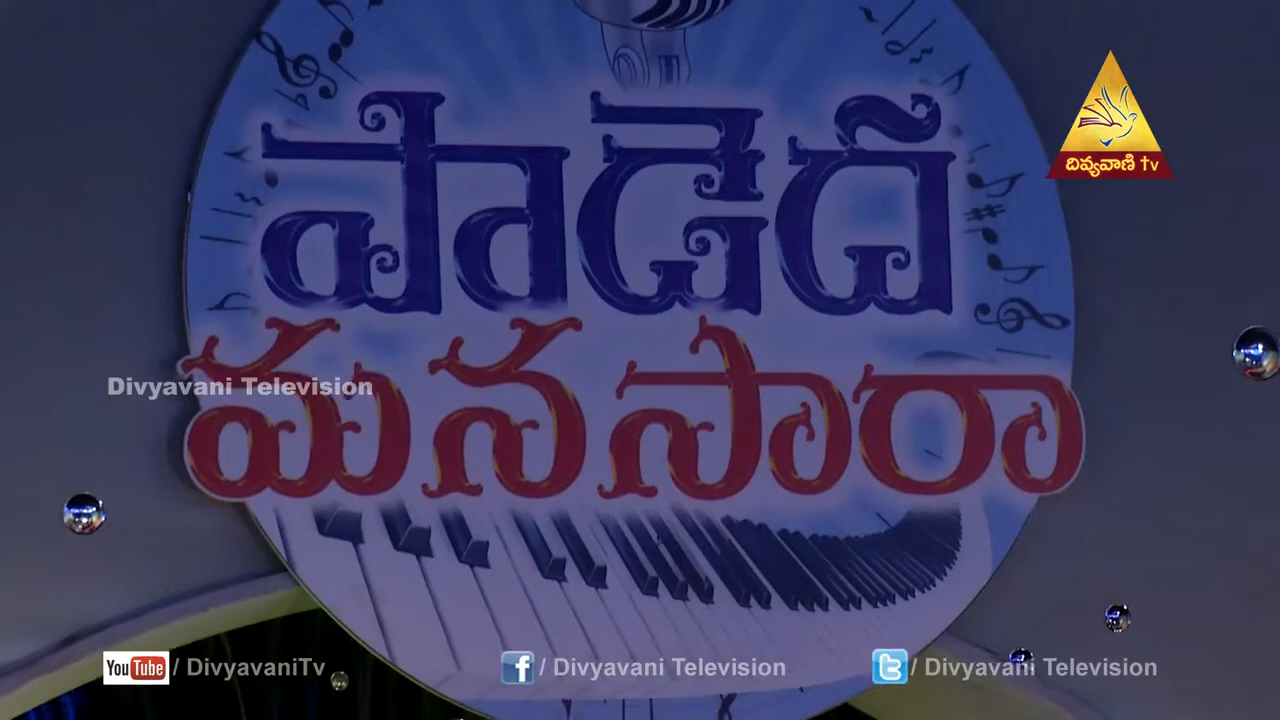 పాడెద
దివ్యవాణి tv
మనసారా
Divyavani Television
YouTube / DivyavaniTv
f / Divyavani Television
t / Divyavani Television